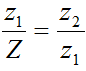 z₁/Z = z₂/z₁